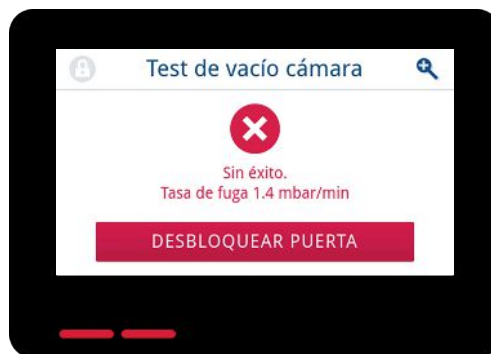 Test de vacío cámara
Sin éxito.
Tasa de fuga 1.4 mbar/min
DESBLOQUEAR PUERTA